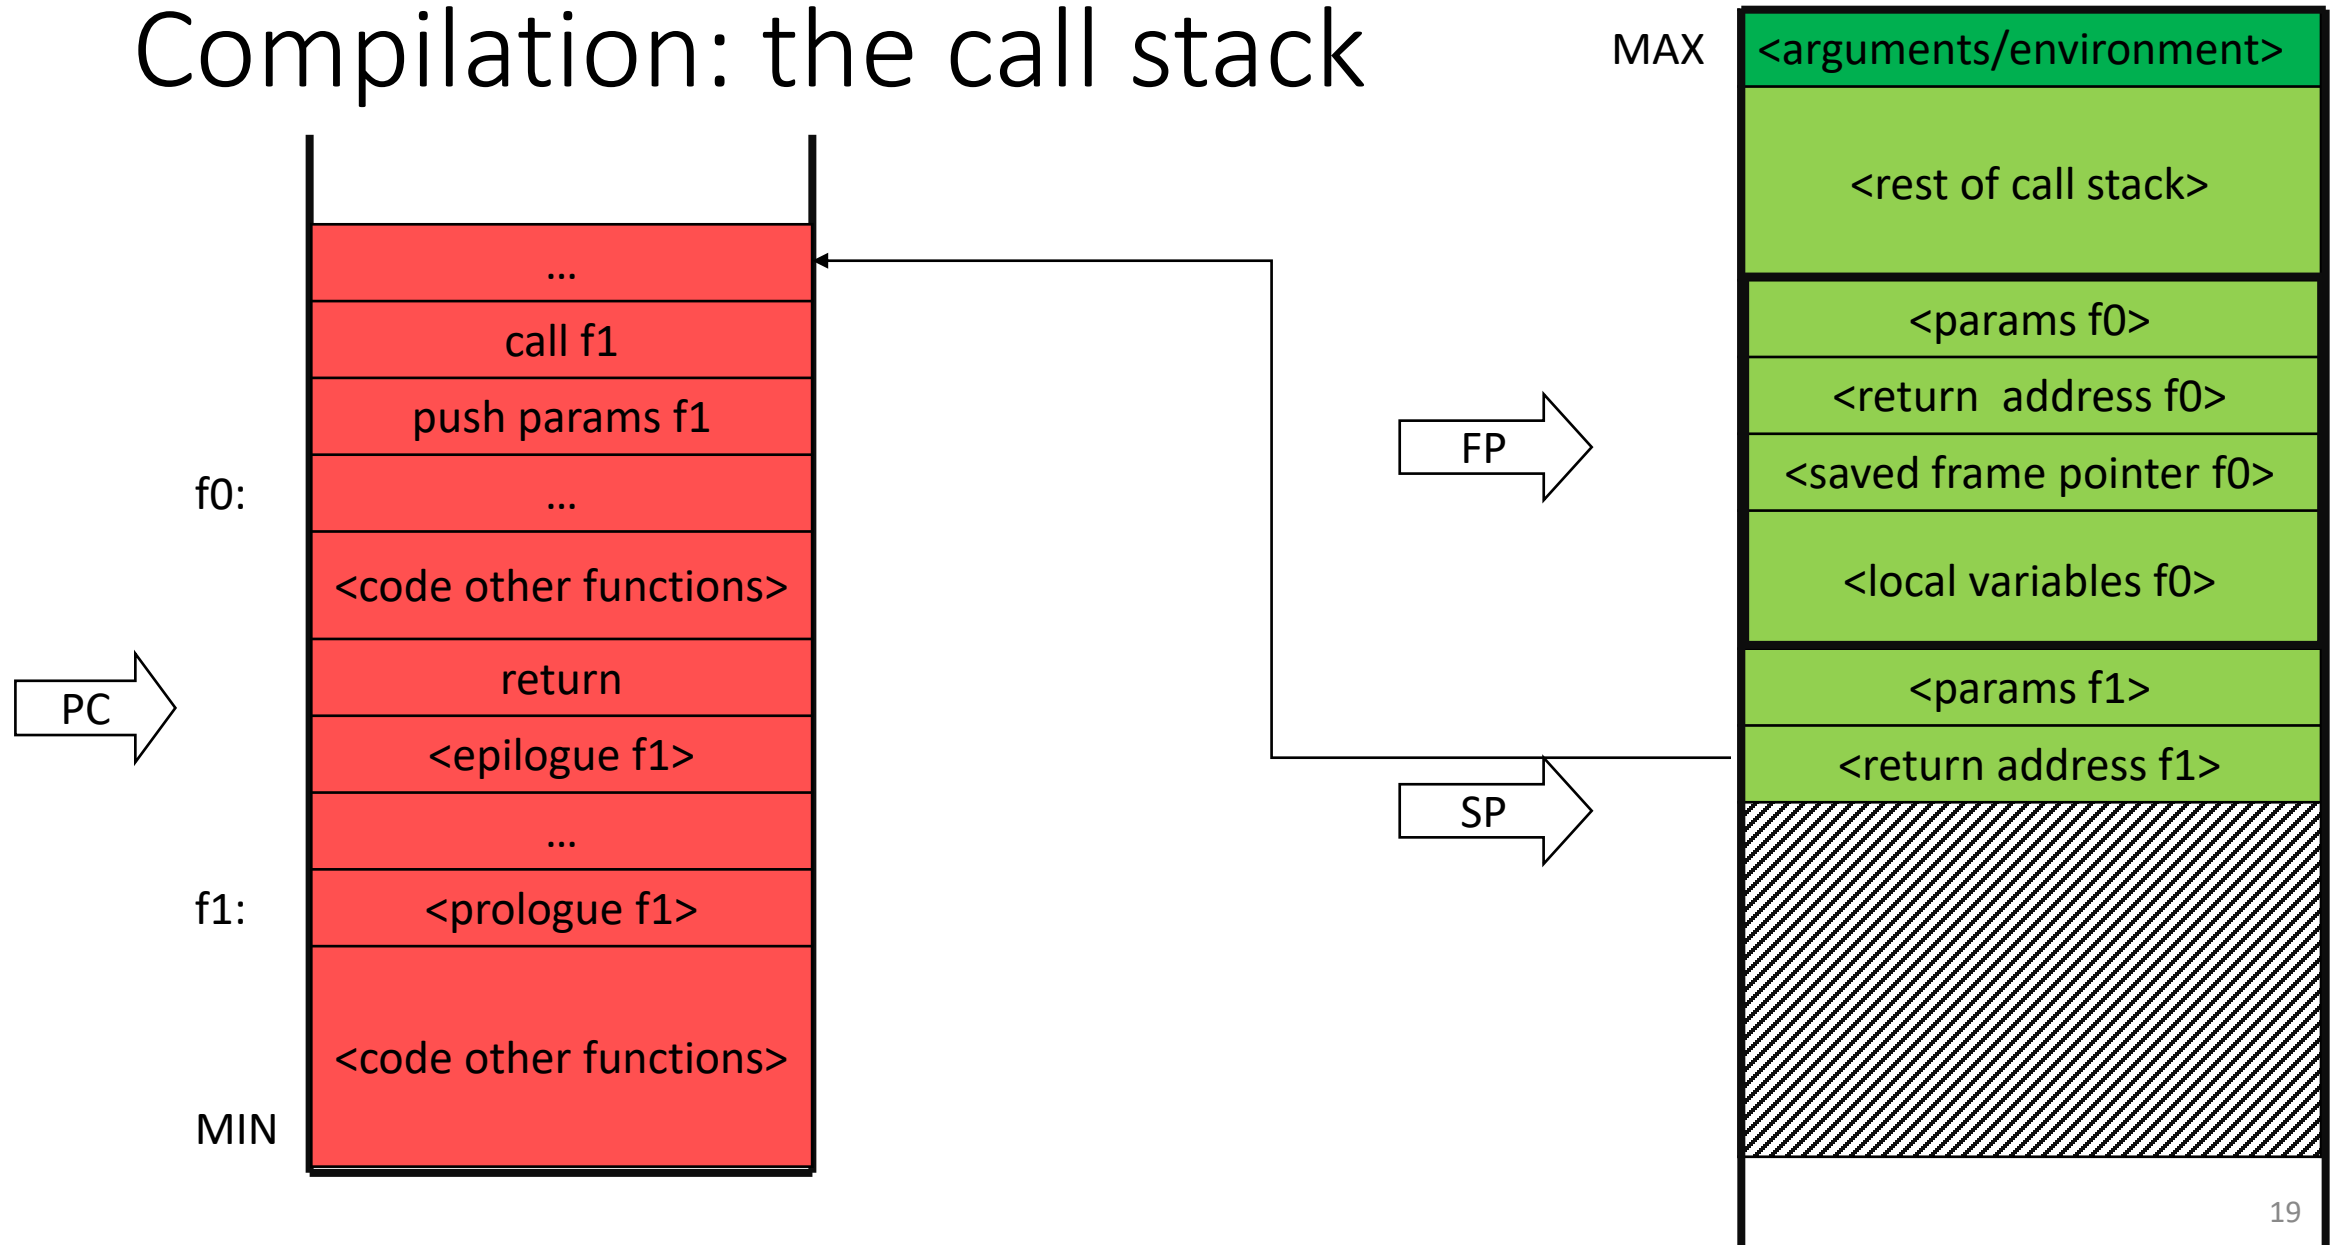 Compilation: the call stack
...
call f1
push params f1
f0:
...
<code other functions>
return
PC
<epilogue f1>
...
f1:
<prologue f1>
<code other functions>
MIN
FP
SP
MAX
<arguments/environment>
<rest of call stack>
<params f0>
<return  address f0>
<saved frame pointer f0>
<local variables f0>
<params f1>
<return address f1>
19